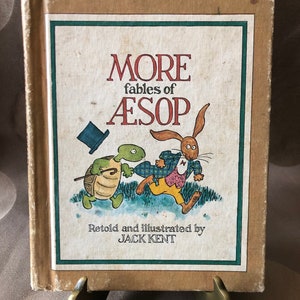 MORE
fables of
ÆSOP
Retold and illustrated by
JACK KENT